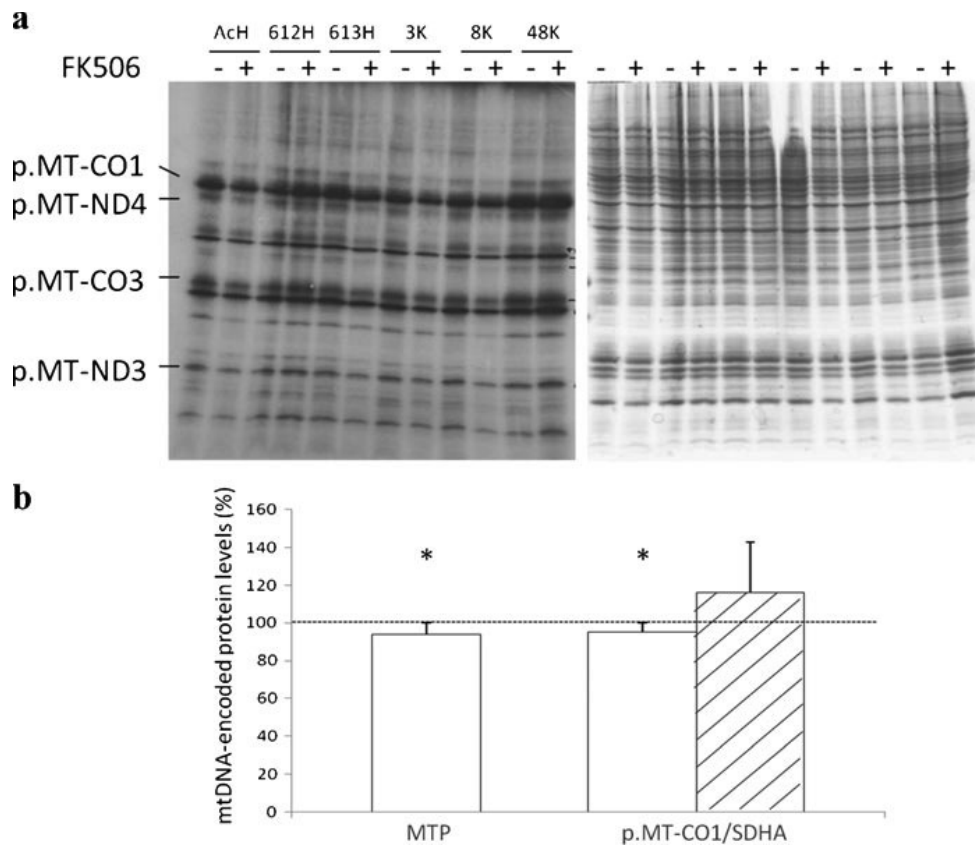 a
ΛcH 612H 613H 3K 8K 48K
FK506 - + - + - + - + - + - + - + - + - + - + - + - +
p.MT-CO1
p.MT-ND4
p.MT-CO3
p.MT-ND3
b
mtDNA-encoded protein levels (%)
160
140
120
100
80
60
40
20
0
* *
MTP p.MT-CO1/SDHA